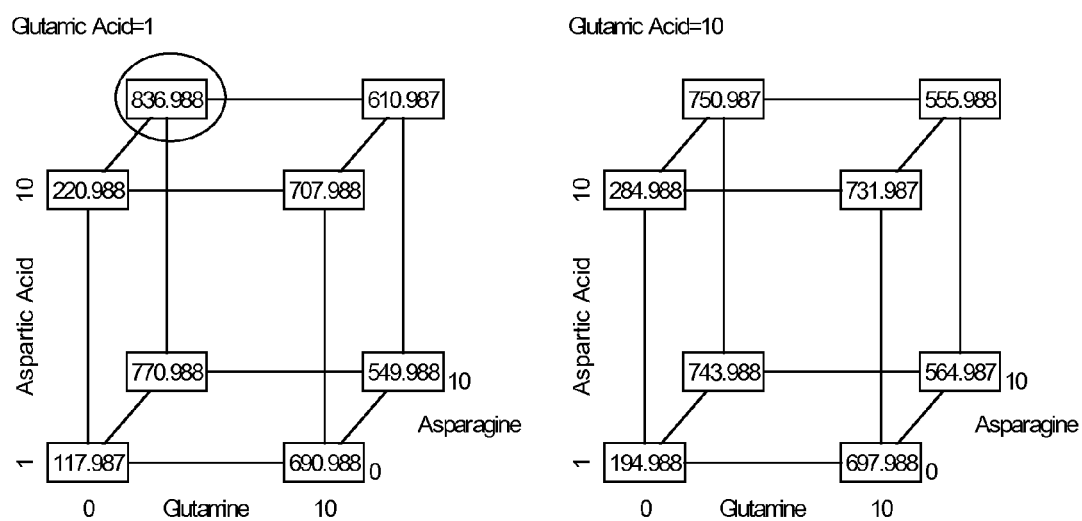 Glutamic Acid=1
836.988 610.987
10 220.988 707.988
Aspartic Acid
770.988 549.988 10
Asparagine
1 117.987 690.988 0
0 Glutamine 10
Glutamic Acid=10
750.987 555.988
10 284.988 731.987
Aspartic Acid
743.988 564.987 10
Asparagine
1 194.988 697.988 0
0 Glutamine 10